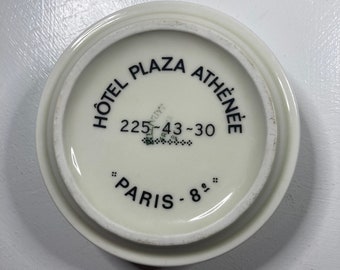 HÔTEL PLAZA ATHÉNÉE
225-43-30
PARIS - 8e